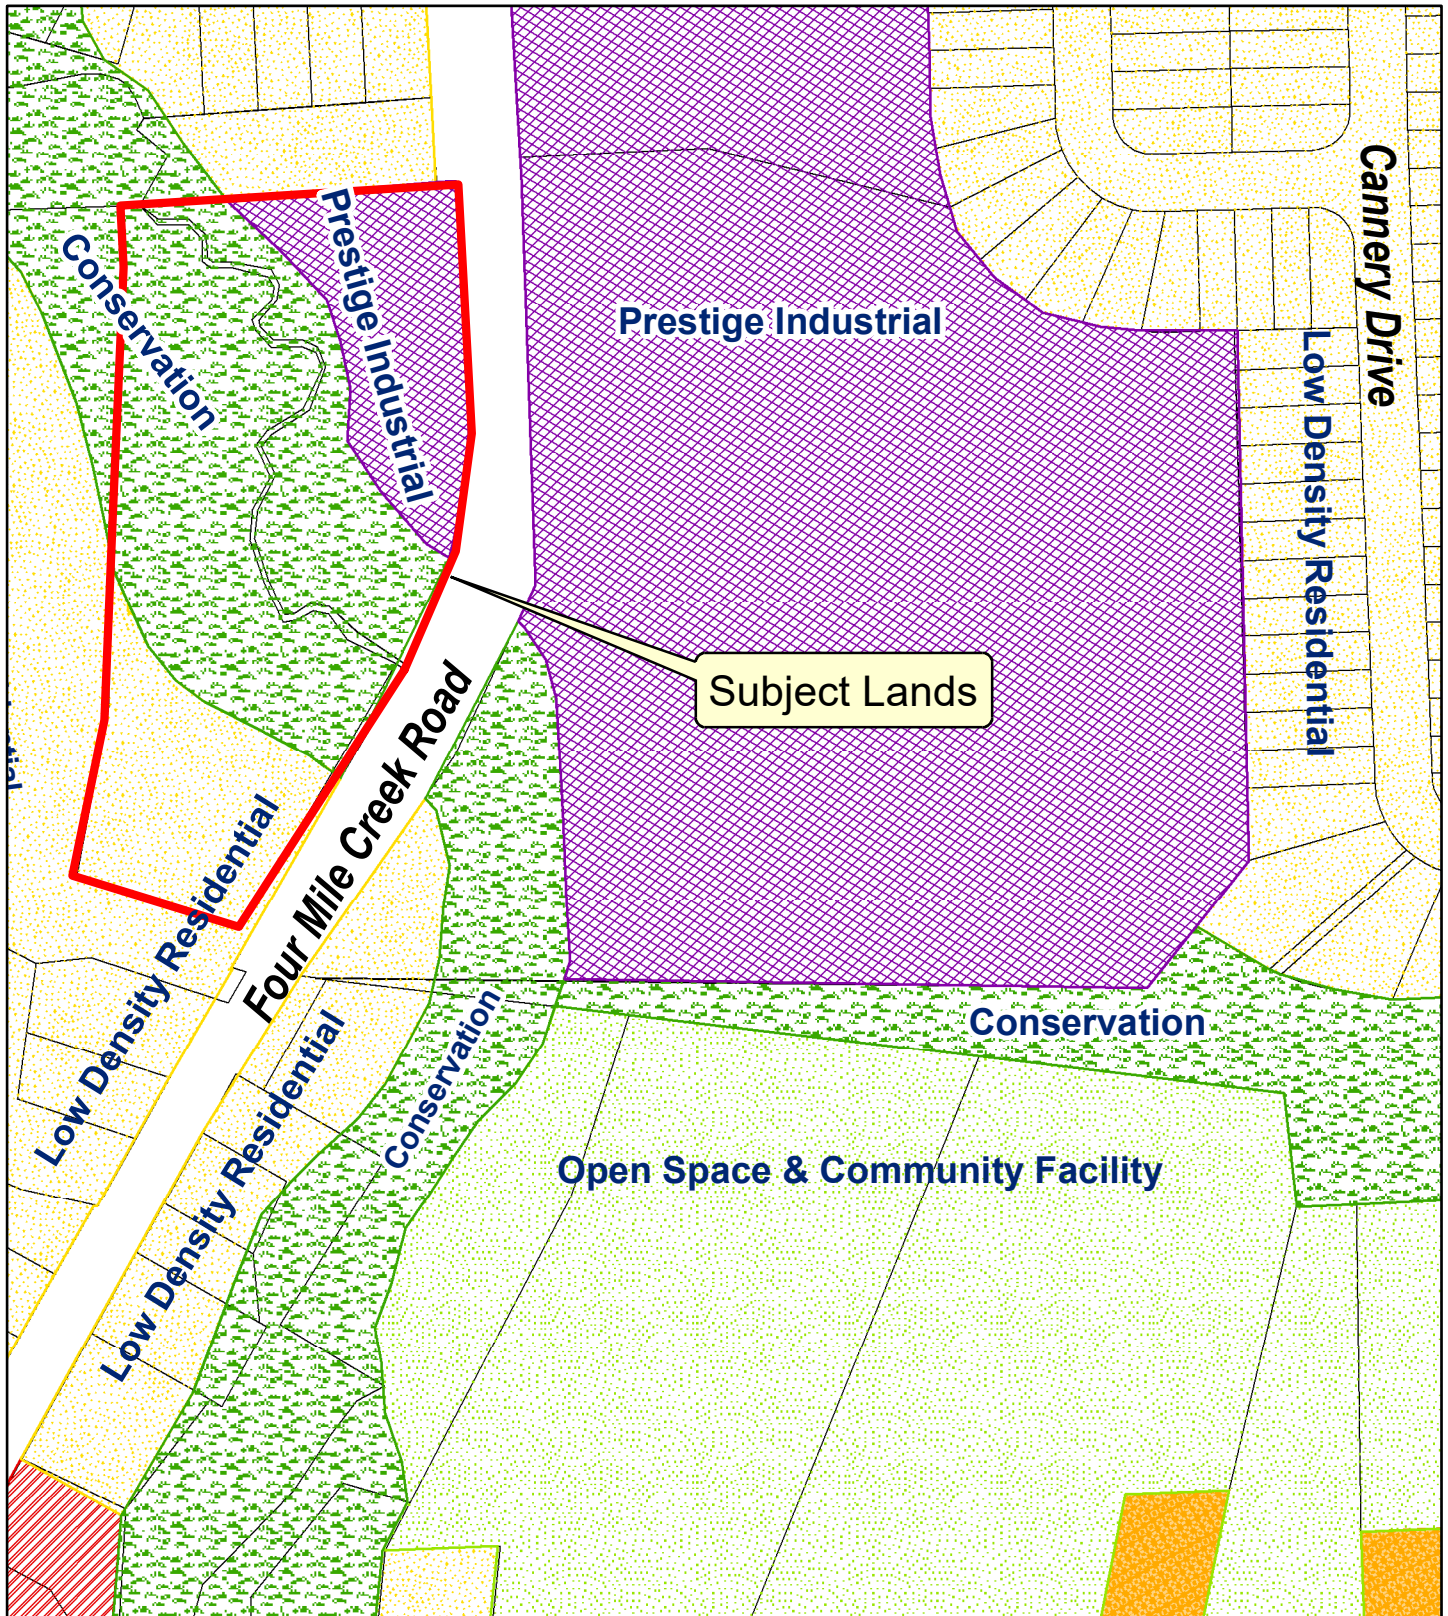 Cannery Drive
Prestige Industrial
Conservation
Prestige Industrial
Low Density Residential
Subject Lands
Four Mile Creek Road
Low Density Residential
Conservation
Conservation
Low Density Residential
Open Space & Community Facility